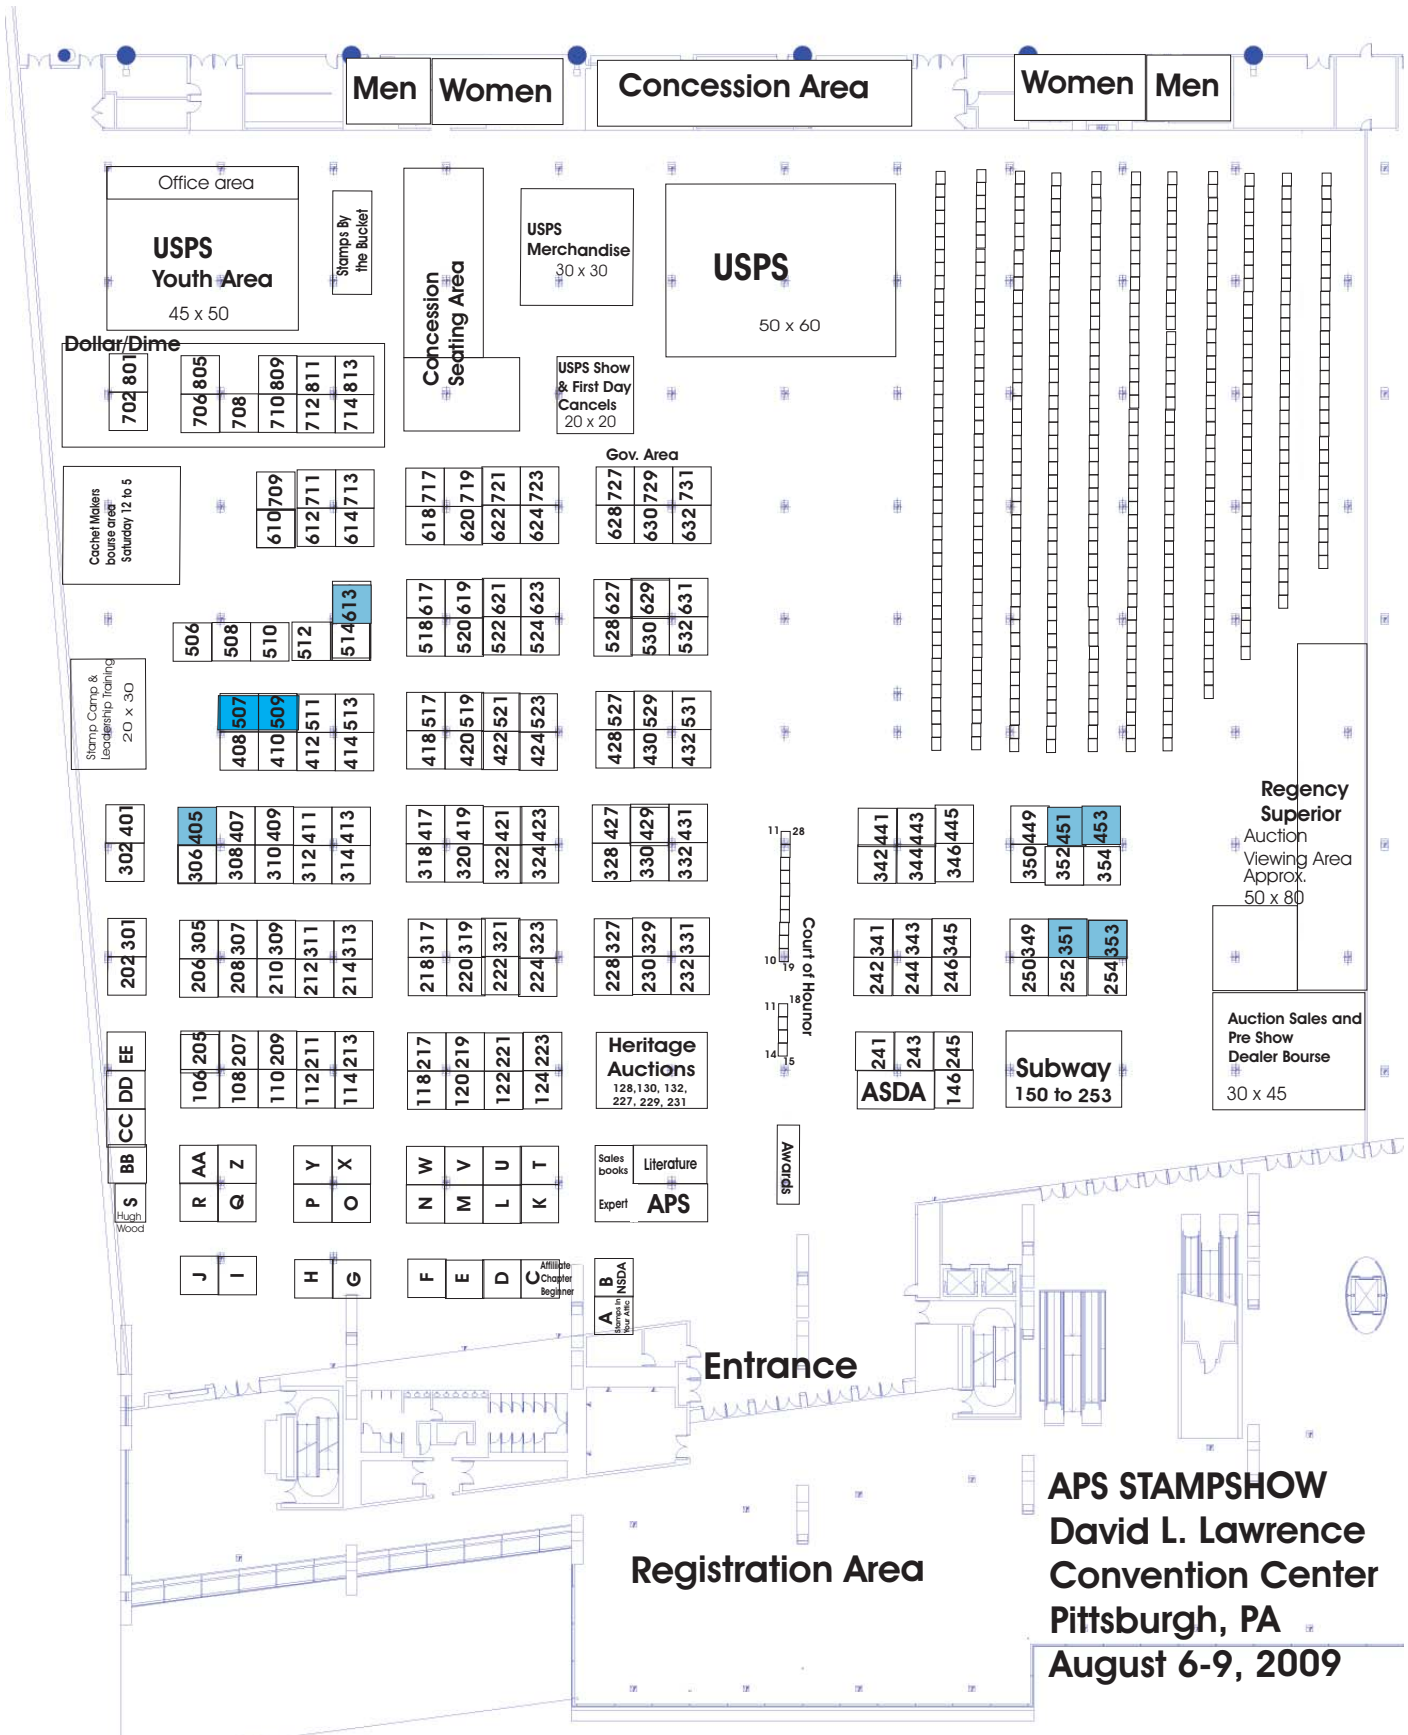 Men Women Concession Area Women Men
Office area
USPS
Youth Area
45 x 50
Stamps By
the Bucket
Concession
Seating Area
USPS
Merchandise
30 x 30
USPS
50 x 60
USPS Show
& First Day
Cancels
20 x 20
Dollar/Dime
801 805 809 811 813
702 706 708 710 712 714
Gov. Area
Cachet Makers
bourse area
Saturday 12 to 5
709 711 713 717 719 721 723 727 729 731
610 612 614 618 620 622 624 628 630 632
613 617 619 621 623 627 629 631
506 508 510 512 514 518 520 522 524 528 530 532
Stamp Camp &
Leadership Training
20 x 30
507 509 511 513 517 519 521 523 527 529 531
408 410 412 414 418 420 422 424 428 430 432
401 405 407 409 411 413 417 419 421 423 427 429 431 441 443 445 449 451 453
302 306 308 310 312 314 318 320 322 324 328 330 332 342 344 346 350 352 354
11 28
10 19
11 18
14 15
Court of Hounor
Regency
Superior
Auction
Viewing Area
Approx.
50 x 80
301 305 307 309 311 313 317 319 321 323 327 329 331 341 343 345 349 351 353
202 206 208 210 212 214 218 220 222 224 228 230 232 242 244 246 250 252 254
EE 205 207 209 211 213 217 219 221 223 241 243 245
DD 106 108 110 112 114 118 120 122 124 ASDA 146
Heritage
Auctions
128,130, 132,
227, 229, 231
Subway
150 to 253
Auction Sales and
Pre Show
Dealer Bourse
30 x 45
CC
BB AA Z Y X W V U T
S R Q P O N M L K
Hugh
Wood
Sales
books
Literature
Expert APS
Awards
J I H G F E D C
Affiliate
Chapter
Beginner
B
NSDA
A
Stamps In
Your Attic
Entrance
Registration Area
APS STAMPSHOW
David L. Lawrence
Convention Center
Pittsburgh, PA
August 6-9, 2009